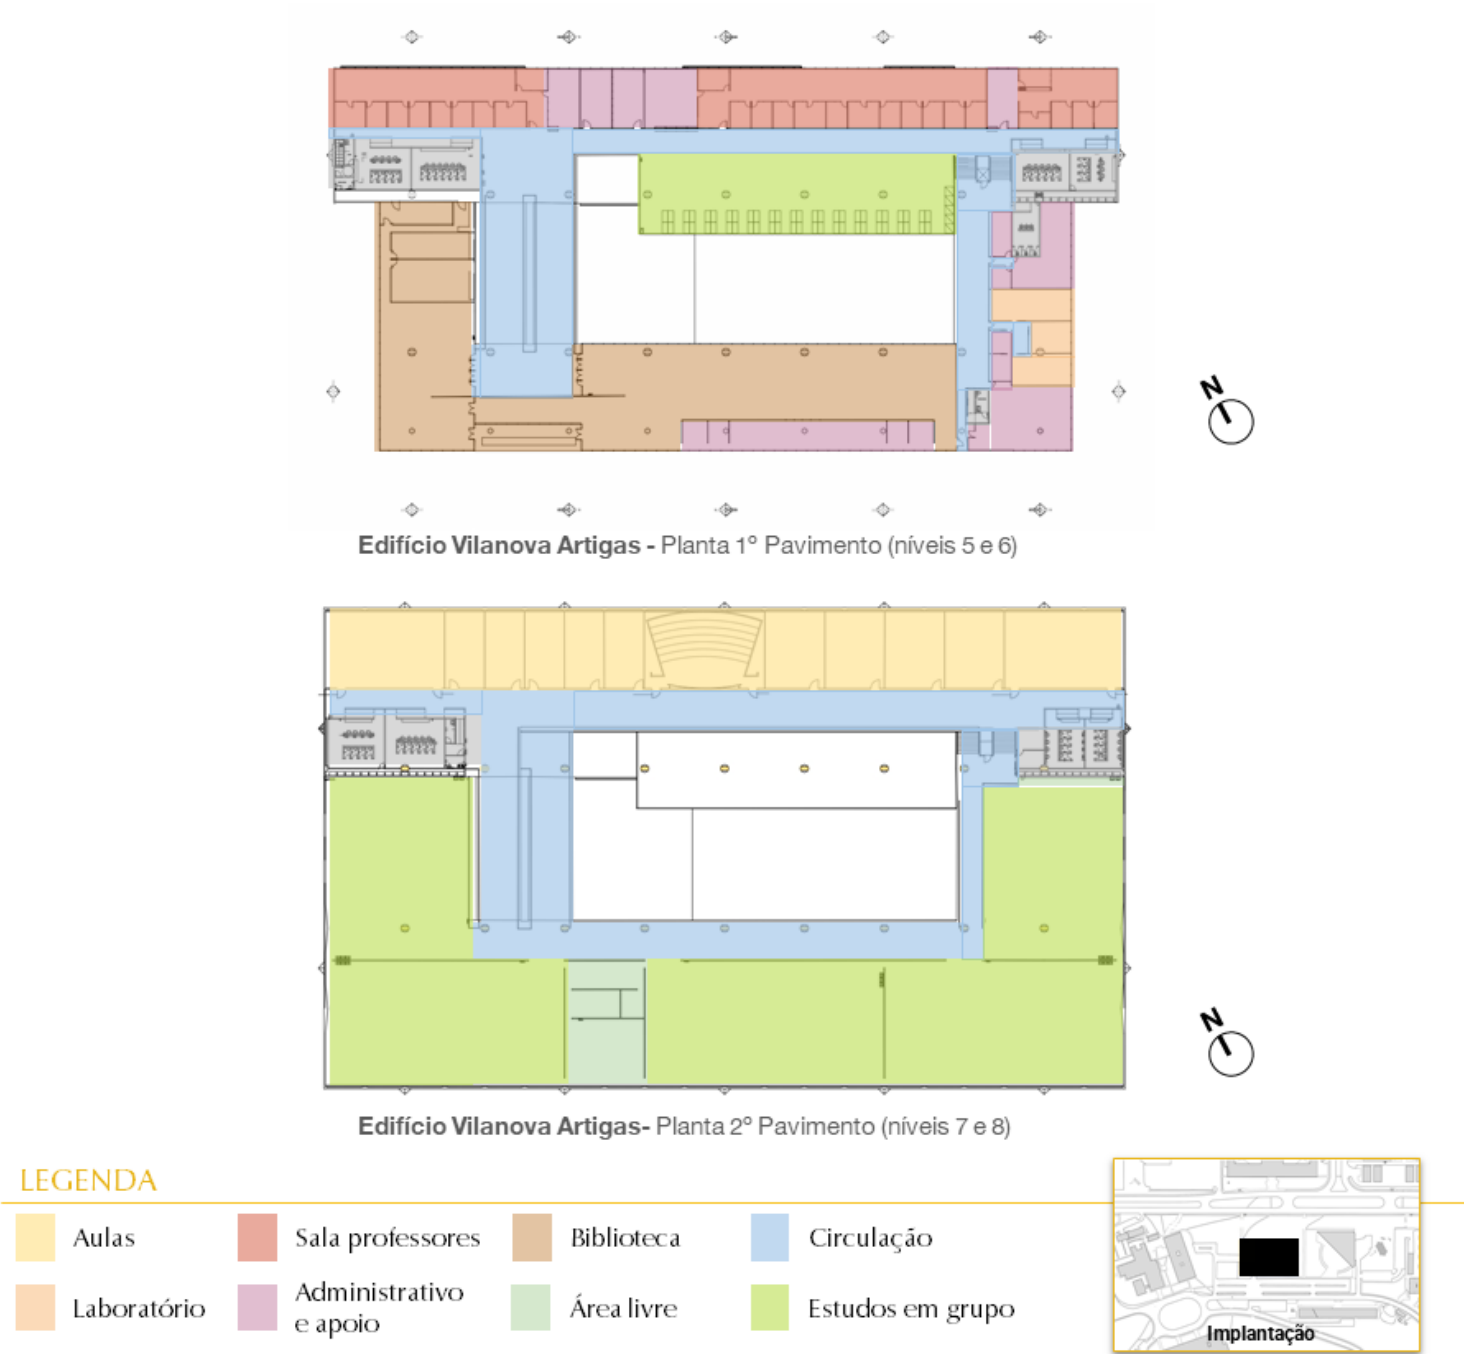 N
Edifício Vilanova Artigas - Planta 1º Pavimento (níveis 5 e 6)
N
Edifício Vilanova Artigas- Planta 2º Pavimento (níveis 7 e 8)
LEGENDA
Aulas
Sala professores
Biblioteca
Circulação
Laboratório
Administrativo
e apoio
Área livre
Estudos em grupo
Implantação